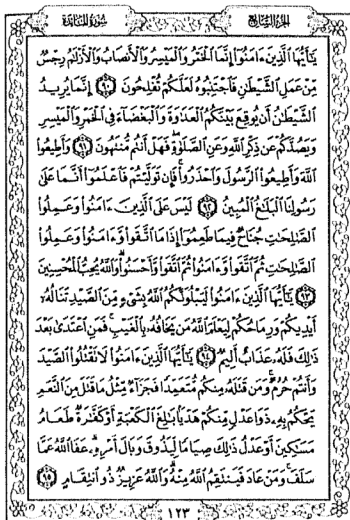 الجزء السابع
سورة المائدة
يَٰٓأَيُّهَا ٱلَّذِينَ ءَامَنُوٓا۟ إِنَّمَا ٱلْخَمْرُ وَٱلْمَيْسِرُ وَٱلْأَنصَابُ وَٱلْأَزْلَٰمُ رِجْسٌ
مِّنْ عَمَلِ ٱلشَّيْطَٰنِ فَٱجْتَنِبُوهُ لَعَلَّكُمْ تُفْلِحُونَ ٩٠ إِنَّمَا يُرِيدُ
ٱلشَّيْطَٰنُ أَن يُوقِعَ بَيْنَكُمُ ٱلْعَدَٰوَةَ وَٱلْبَغْضَآءَ فِى ٱلْخَمْرِ وَٱلْمَيْسِرِ
وَيَصُدَّكُمْ عَن ذِكْرِ ٱللَّهِ وَعَنِ ٱلصَّلَوٰةِ فَهَلْ أَنتُم مُّنتَهُونَ ٩١ وَأَطِيعُوا۟
ٱللَّهَ وَأَطِيعُوا۟ ٱلرَّسُولَ وَٱحْذَرُوا۟ فَإِن تَوَلَّيْتُمْ فَٱعْلَمُوٓا۟ أَنَّمَا عَلَىٰ
رَسُولِنَا ٱلْبَلَٰغُ ٱلْمُبِينُ ٩٢ لَيْسَ عَلَى ٱلَّذِينَ ءَامَنُوا۟ وَعَمِلُوا۟
ٱلصَّٰلِحَٰتِ جُنَاحٌ فِيمَا طَعِمُوٓا۟ إِذَا مَا ٱتَّقَوا۟ وَّءَامَنُوا۟ وَعَمِلُوا۟
ٱلصَّٰلِحَٰتِ ثُمَّ ٱتَّقَوا۟ وَّءَامَنُوا۟ ثُمَّ ٱتَّقَوا۟ وَّأَحْسَنُوا۟ وَٱللَّهُ يُحِبُّ ٱلْمُحْسِنِينَ
٩٣ يَٰٓأَيُّهَا ٱلَّذِينَ ءَامَنُوا۟ لَيَبْلُوَنَّكُمُ ٱللَّهُ بِشَىْءٍ مِّنَ ٱلصَّيْدِ تَنَالُهُۥٓ
أَيْدِيكُمْ وَرِمَاحُكُمْ لِيَعْلَمَ ٱللَّهُ مَن يَخَافُهُۥ بِٱلْغَيْبِ فَمَنِ ٱعْتَدَىٰ بَعْدَ
ذَٰلِكَ فَلَهُۥ عَذَابٌ أَلِيمٌ ٩٤ يَٰٓأَيُّهَا ٱلَّذِينَ ءَامَنُوا۟ لَا تَقْتُلُوا۟ ٱلصَّيْدَ
وَأَنتُمْ حُرُمٌ وَمَن قَتَلَهُۥ مِنكُم مُّتَعَمِّدًا فَجَزَآءٌ مِّثْلُ مَا قَتَلَ مِنَ ٱلنَّعَمِ
يَحْكُمُ بِهِۦ ذَوَا عَدْلٍ مِّنكُمْ هَدْيًۢا بَٰلِغَ ٱلْكَعْبَةِ أَوْ كَفَّٰرَةٌ طَعَامُ
مَسَٰكِينَ أَوْ عَدْلُ ذَٰلِكَ صِيَامًا لِّيَذُوقَ وَبَالَ أَمْرِهِۦ عَفَا ٱللَّهُ عَمَّا
سَلَفَ وَمَنْ عَادَ فَيَنتَقِمُ ٱللَّهُ مِنْهُ وَٱللَّهُ عَزِيزٌ ذُو ٱنتِقَامٍ ٩٥
١٢٣